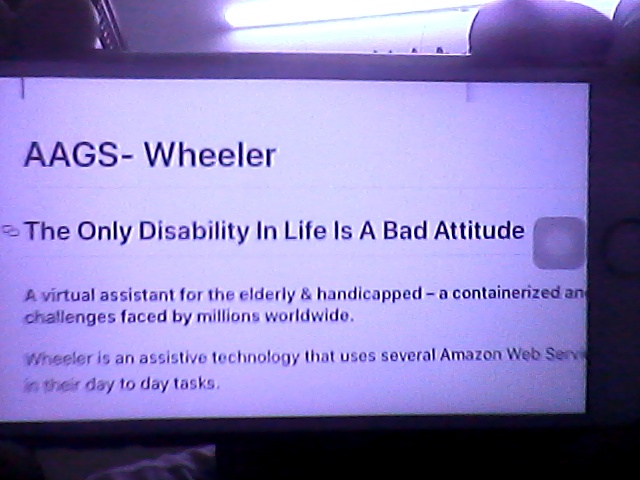 AAGS- Wheeler
The Only Disability In Life Is A Bad Attitude
A virtual assistant for the elderly & handicapped – a containerized an
challenges faced by millions worldwide.
Wheeler is an assistive technology that uses several Amazon Web Serv
in their day to day tasks.